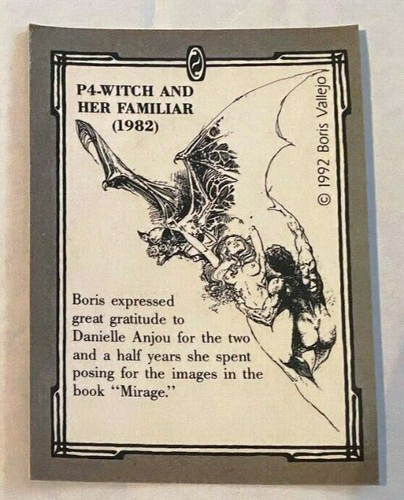 P4-WITCH AND
HER FAMILIAR
(1982)
© 1992 Boris Vallejo
Boris expressed
great gratitude to
Danielle Anjou for the two
and a half years she spent
posing for the images in the
book “Mirage.”